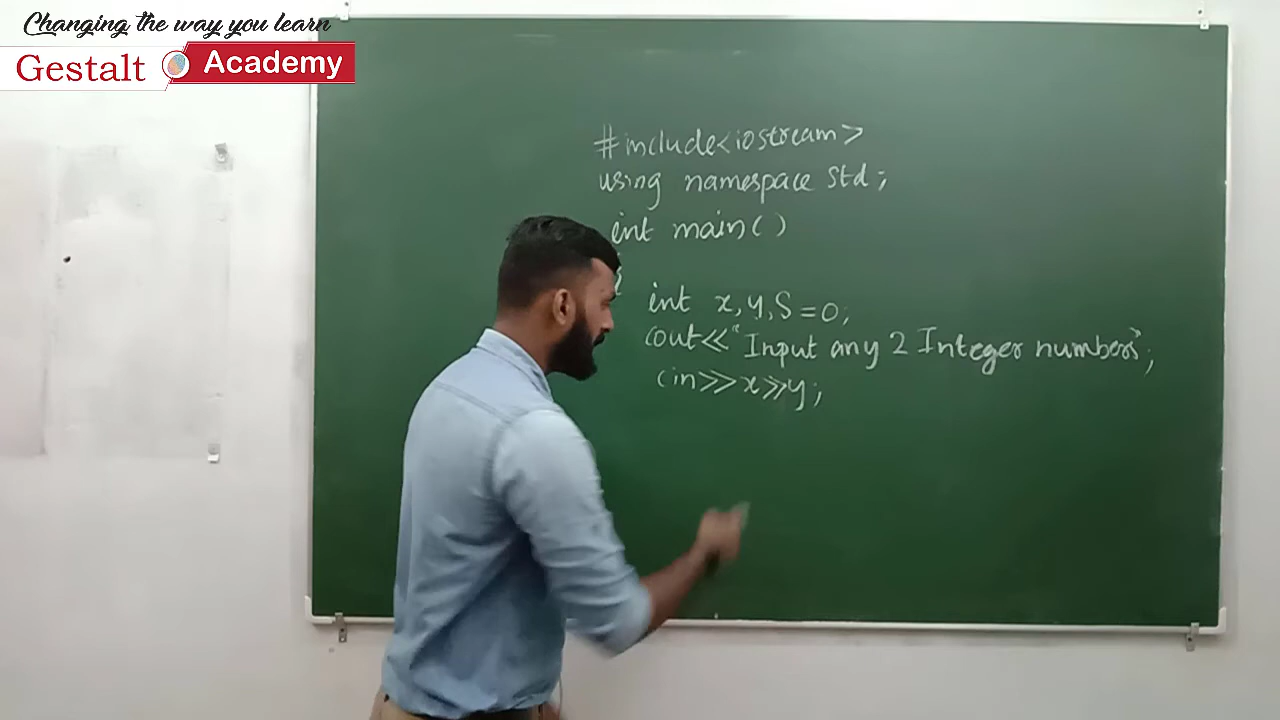 Changing the way you learn
Gestalt Academy
#include<iostream>
using namespace std;
int main()
{
int x,y,S=0;
cout<<"Input any 2 Integer numbers";
cin>>x>>y;